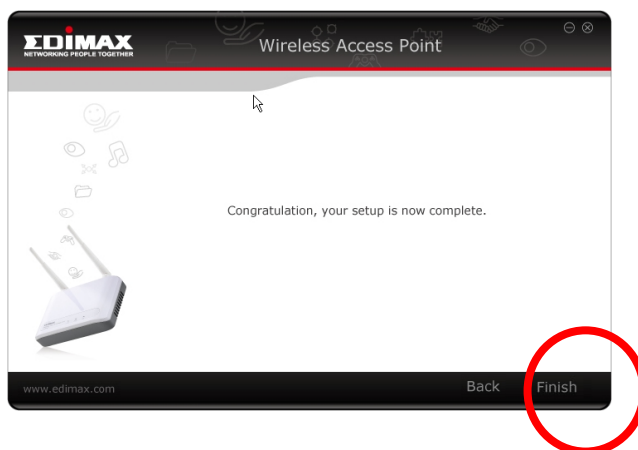 EDIMAX
NETWORKING PEOPLE TOGETHER
Wireless Access Point
Congratulation, your setup is now complete.
www.edimax.com
Back
Finish